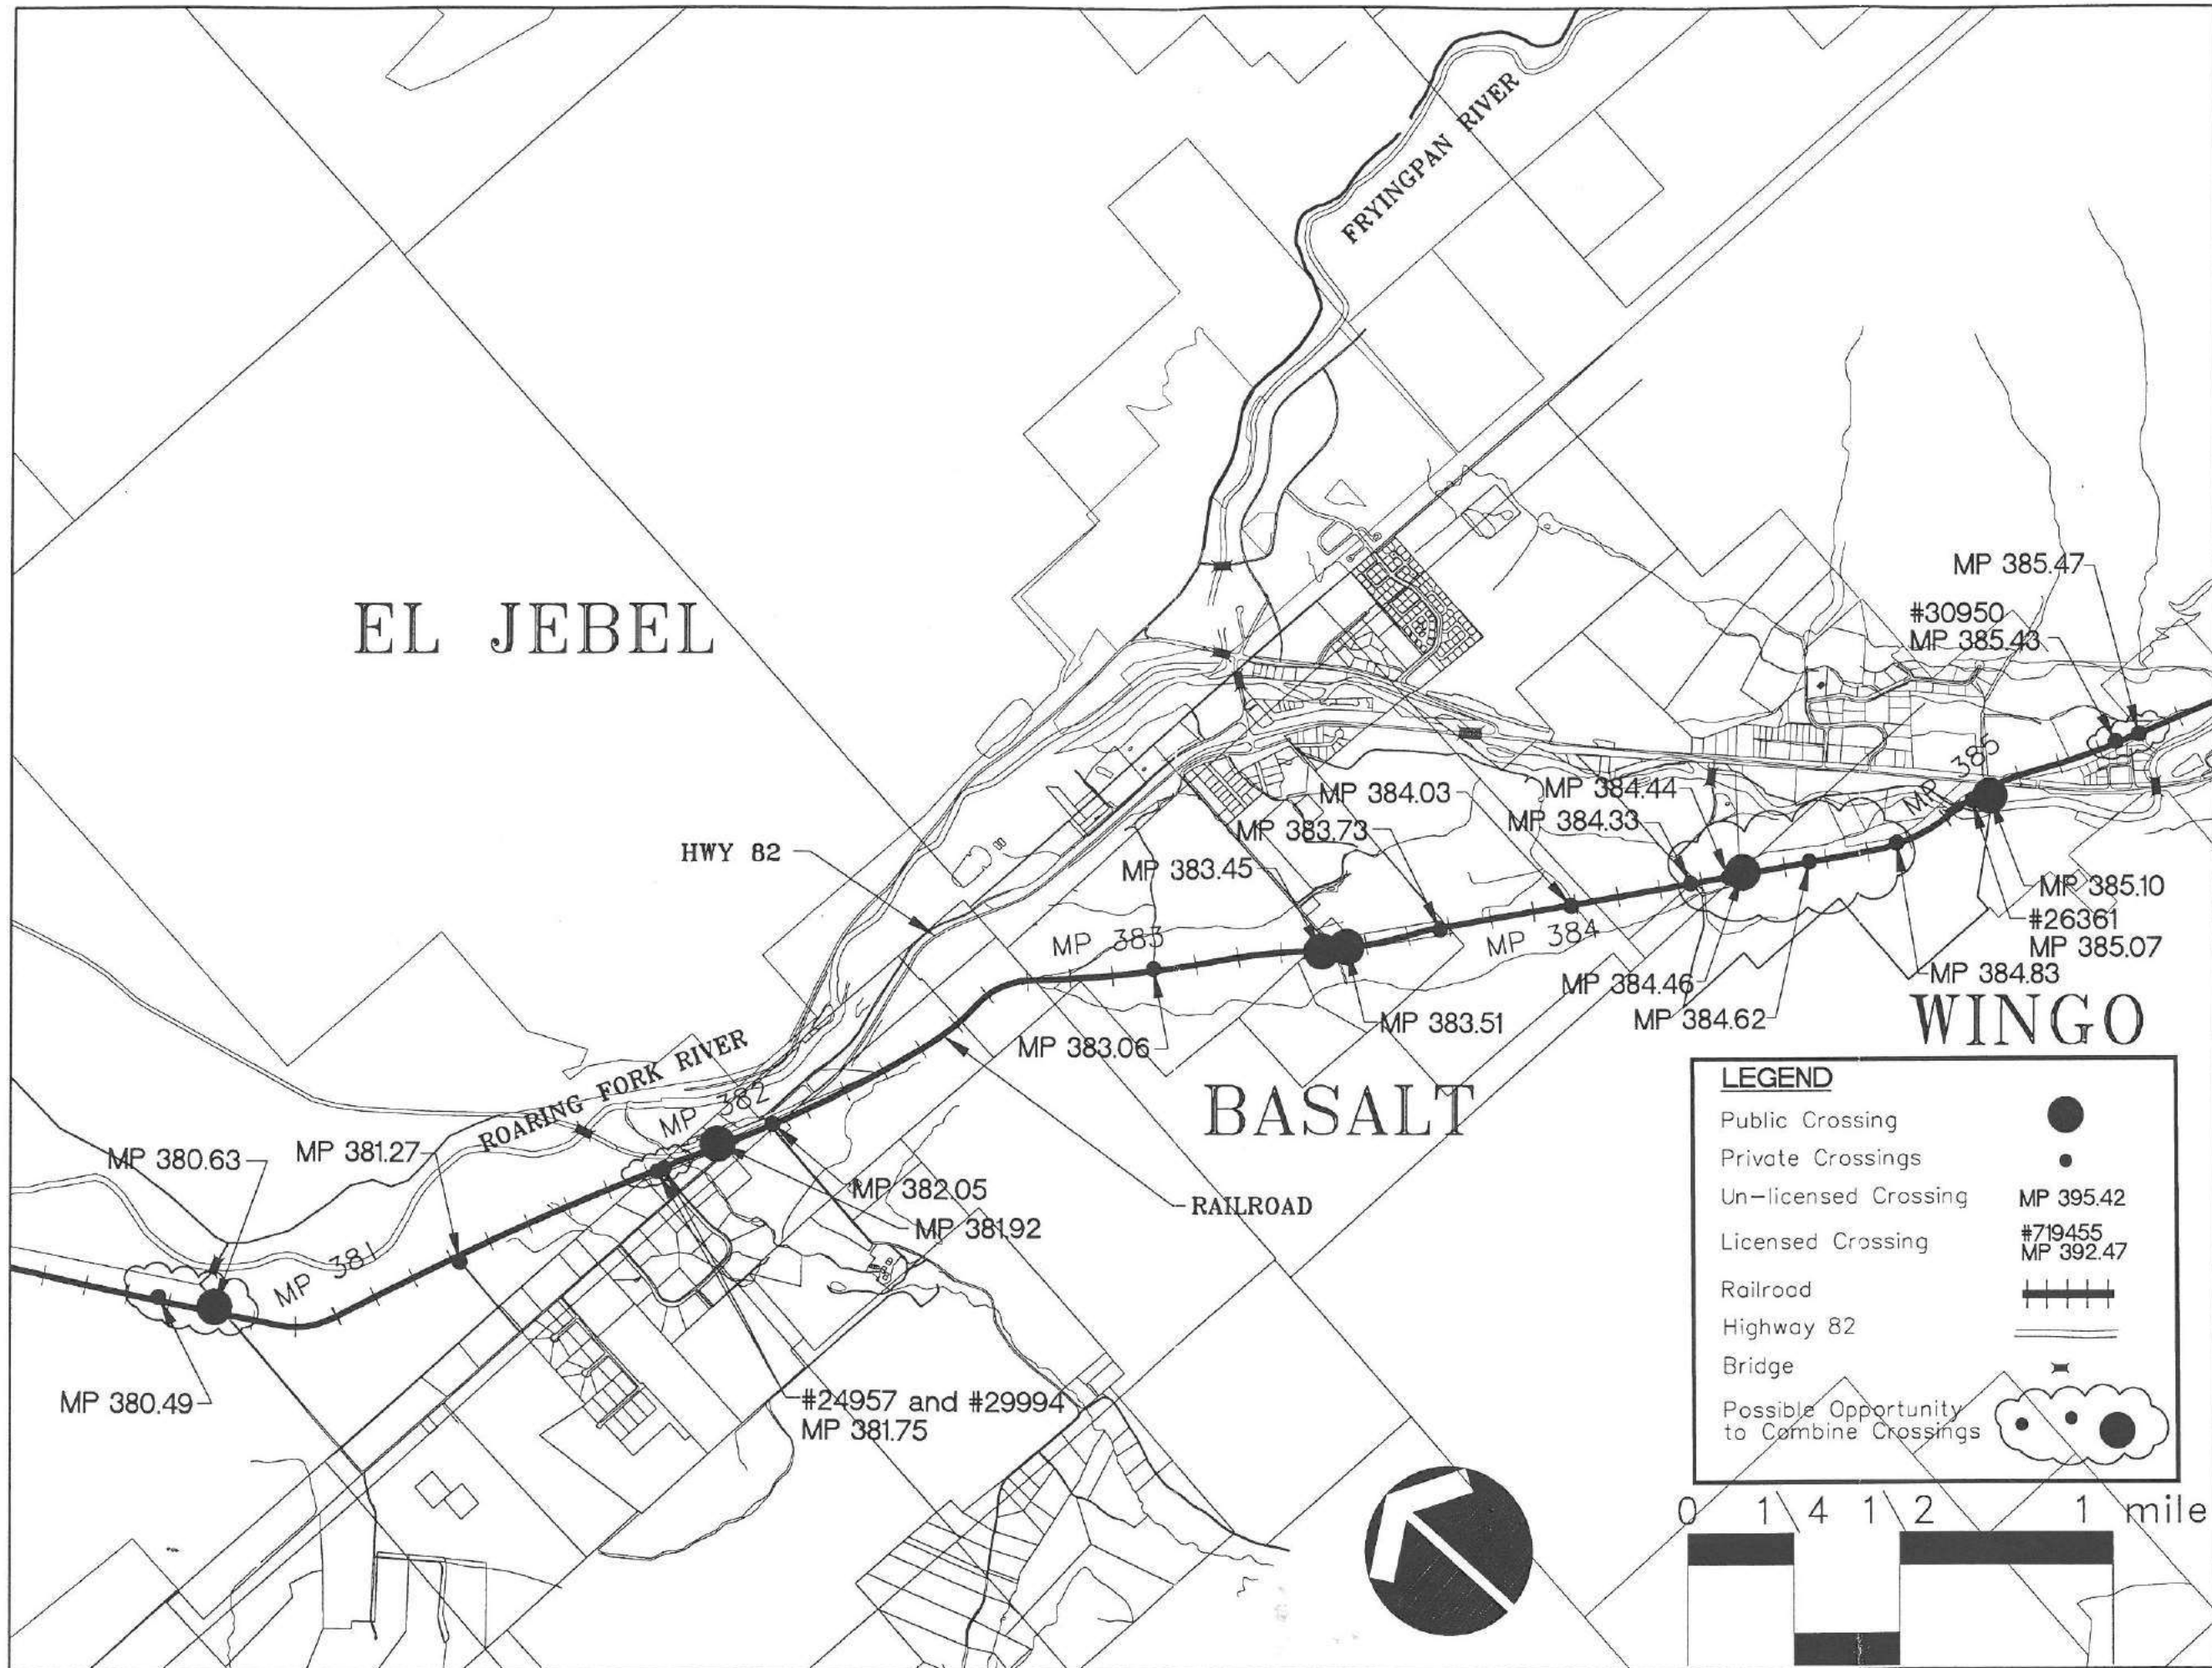 FRYINGPAN RIVER
EL JEBEL
MP 385.47
#30950
MP 385.43
MP 384.03
MP 384.44
MP 385
MP 383.73
MP 384.33
HWY 82
MP 383.45
MP 385.10
#26361
MP 385.07
MP 383
MP 384
MP 384.83
MP 384.46
MP 384.62
MP 383.51
MP 383.06
WINGO
BASALT
ROARING FORK RIVER
MP 382
MP 380.63
MP 381.27
MP 382.05
MP 381.92
RAILROAD
MP 381
MP 380.49
#24957 and #29994
MP 381.75
LEGEND
Public Crossing
Private Crossings
Un-licensed Crossing MP 395.42
Licensed Crossing #719455
MP 392.47
Railroad
Highway 82
Bridge
Possible Opportunity
to Combine Crossings
0 1\4 1\2 1 mile